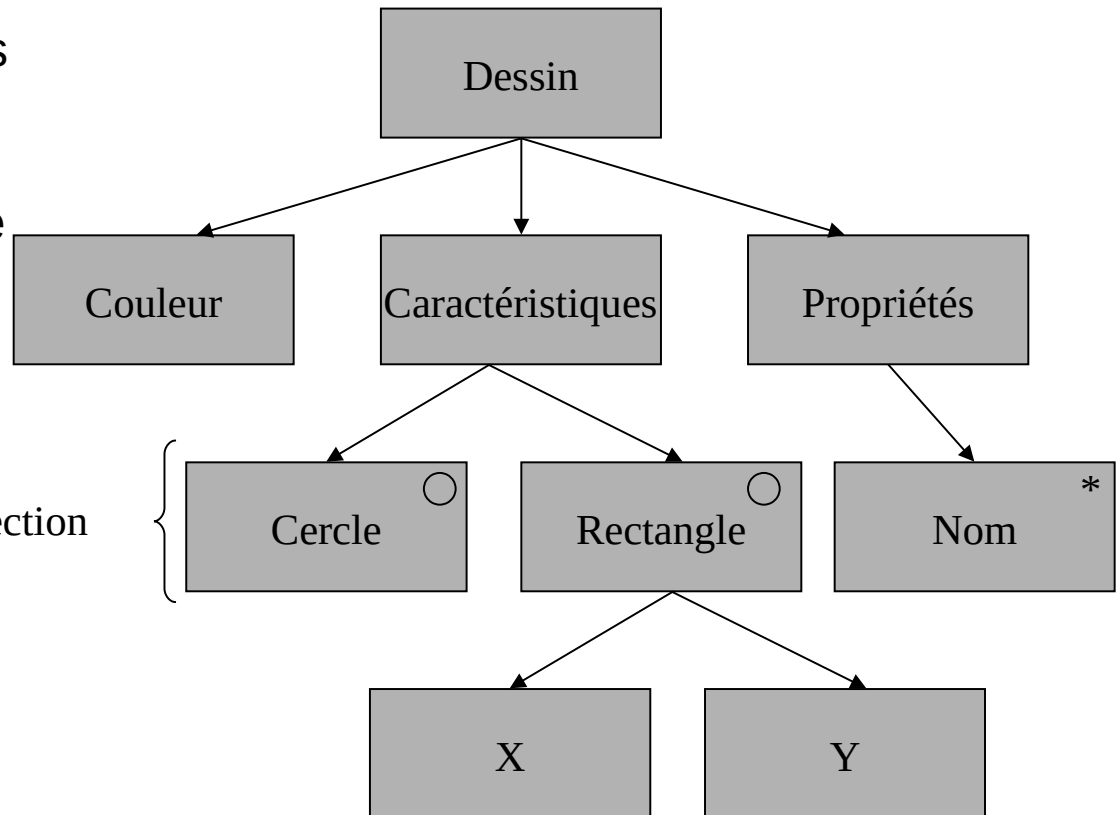 s
Dessin
e
Couleur
Caractéristiques
Propriétés
ection
Cercle
Rectangle
*
Nom
X
Y